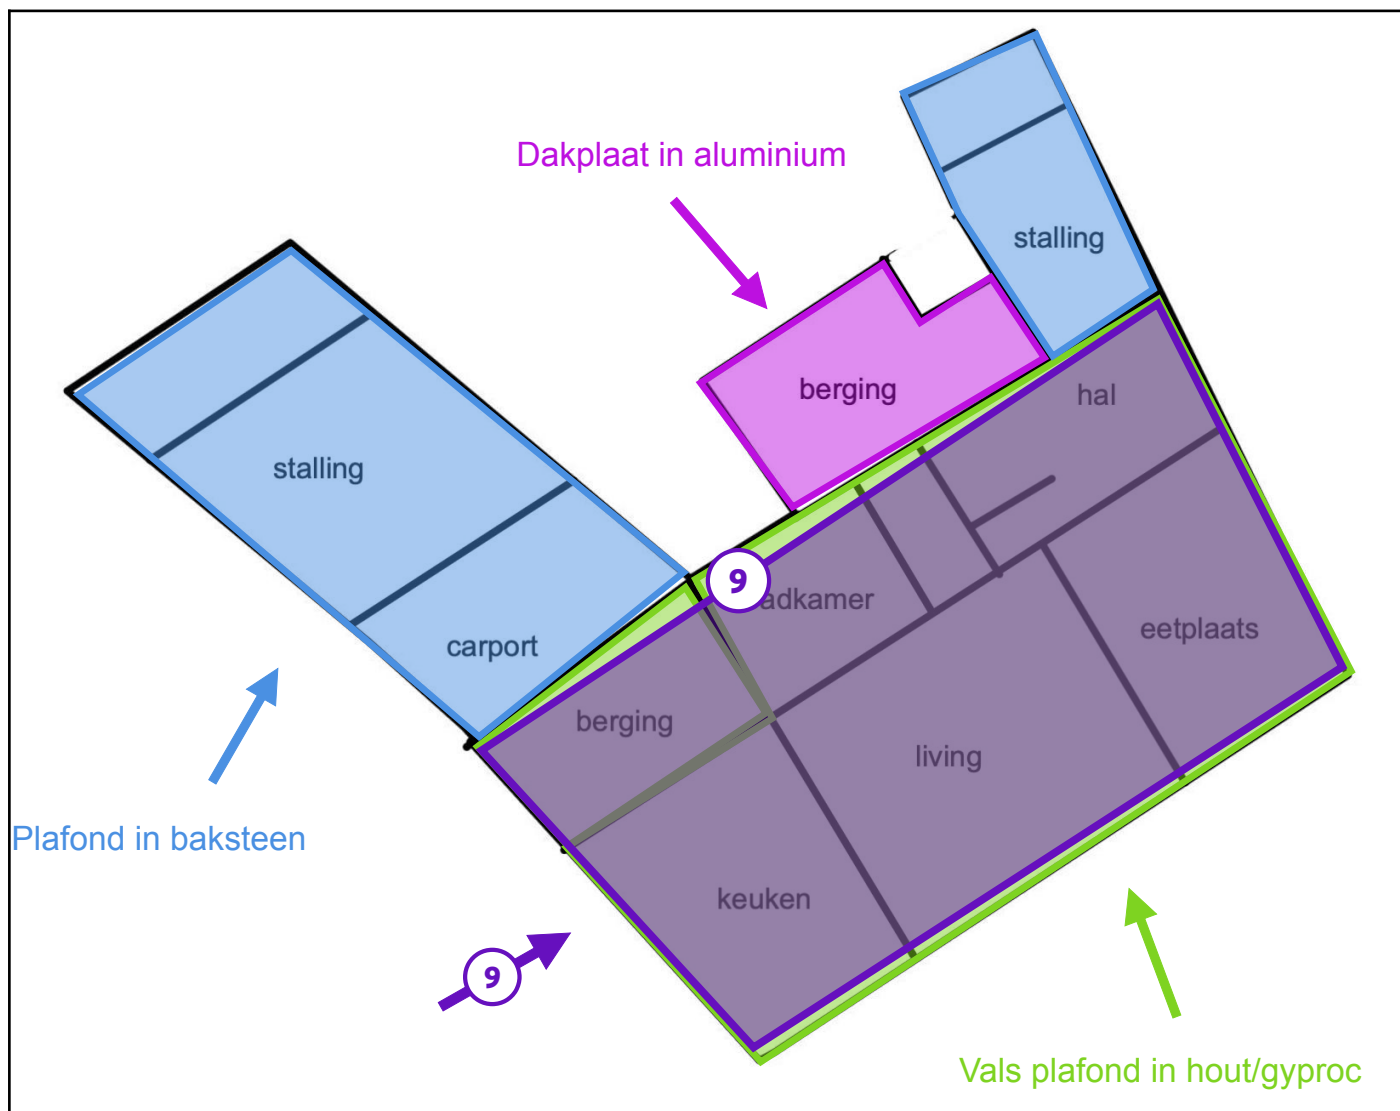 Dakplaat in aluminium
stalling
berging
hal
stalling
9
adkamer
eetplaats
carport
berging
living
Plafond in baksteen
keuken
9
Vals plafond in hout/gyproc